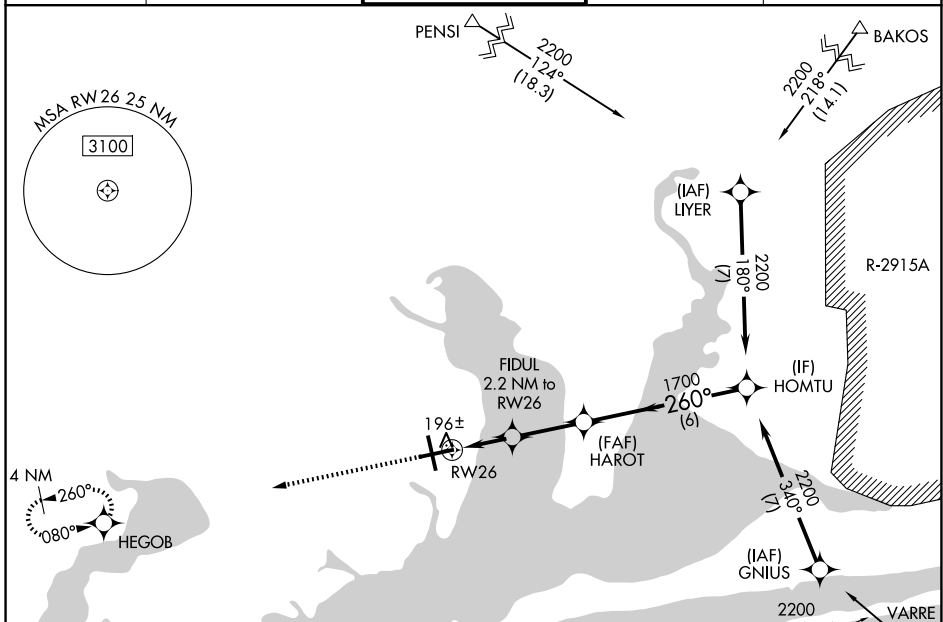 PENSI
2200
124°
(18.3)
BAKOS
2200
218°
(14.1)
MSA RW26 25 NM
3100
(IAF)
LIYER
2200
180°
(7)
R-2915A
FIDUL
2.2 NM to
RW26
1700
260°
(6)
(IF)
HOMTU
196±
RW26
(FAF)
HAROT
4 NM
260°
080°
HEGOB
2200
340°
(7)
(IAF)
GNIUS
2200
VARRE